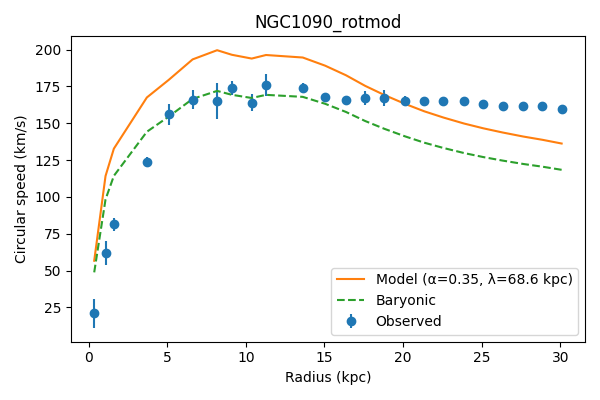 NGC1090_rotmod
Circular speed (km/s)
200
175
150
125
100
75
50
25
Model (α=0.35, λ=68.6 kpc)
Baryonic
Observed
0
5
10
15
20
25
30
Radius (kpc)